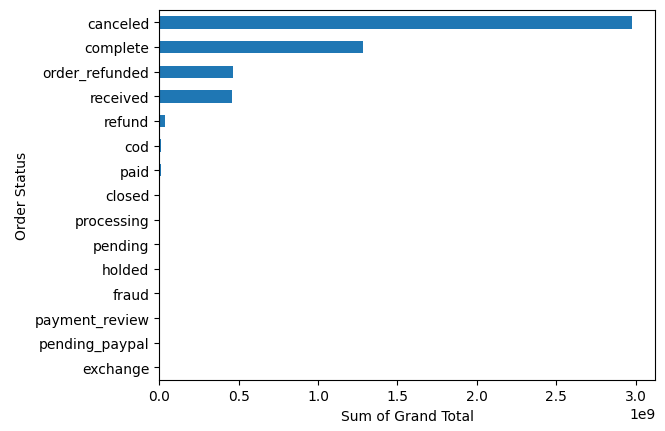 canceled
complete
order_refunded
received
refund
cod
paid
closed
processing
pending
holded
fraud
payment_review
pending_paypal
exchange
Order Status
0.0 0.5 1.0 1.5 2.0 2.5 3.0
1e9
Sum of Grand Total